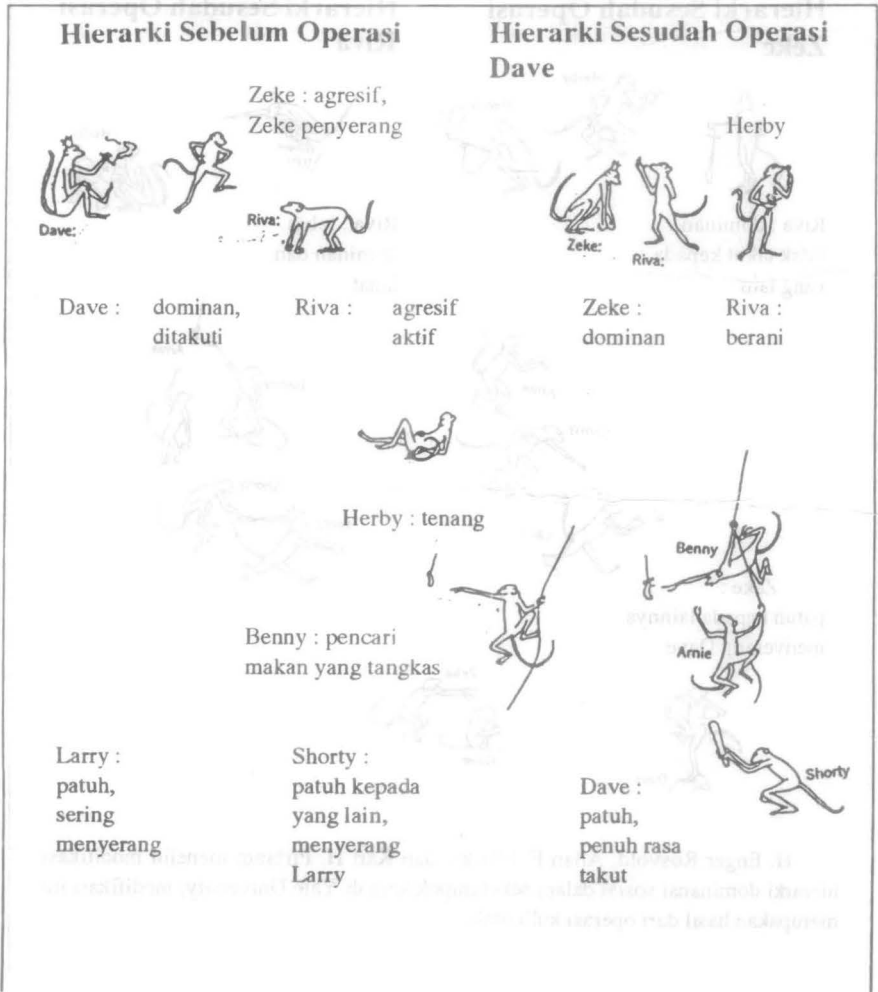 Hierarki Sebelum Operasi
Zeke : agresif,
Zeke penyerang
Dave:
Riva:
Dave : dominan,
ditakuti
Riva : agresif
aktif
Herby : tenang
Benny : pencari
makan yang tangkas
Larry :
patuh,
sering
menyerang
Shorty :
patuh kepada
yang lain,
menyerang
Larry
Hierarki Sesudah Operasi
Dave
Herby
Zeke:
Riva:
Zeke :
dominan
Riva :
berani
Benny
Arnie
Shorty
Dave :
patuh,
penuh rasa
takut